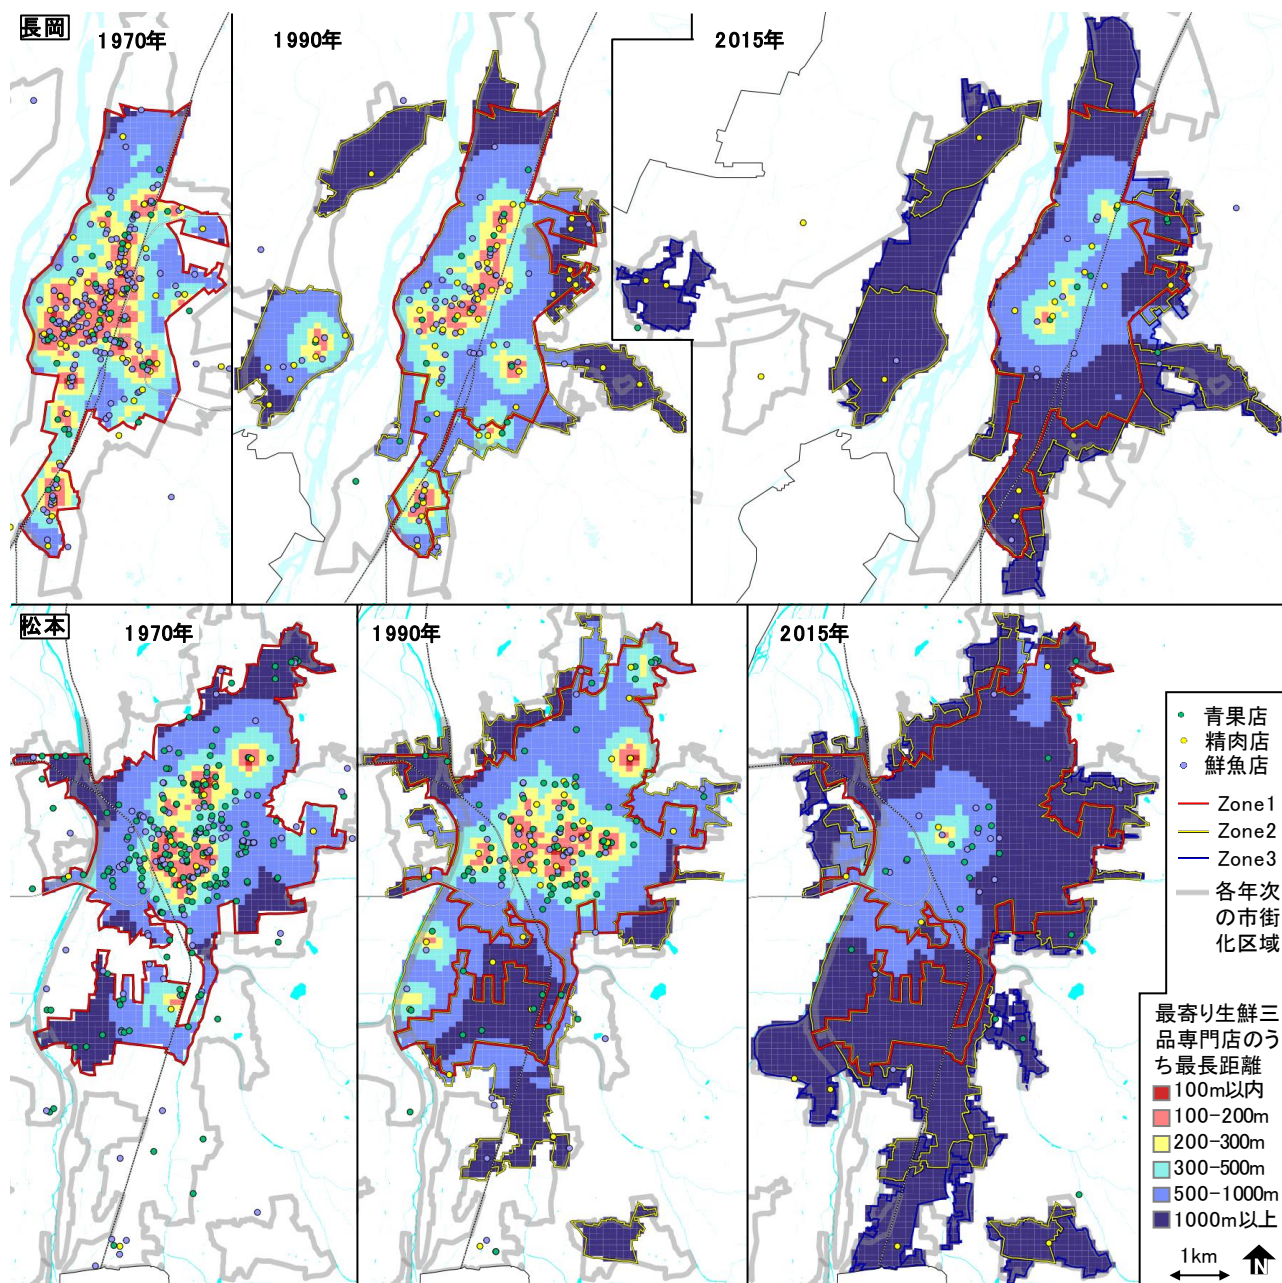 長岡
1970年
1990年
2015年
松本
1970年
1990年
2015年
青果店
精肉店
鮮魚店
Zone1
Zone2
Zone3
各年次
の市街
化区域
最寄り生鮮三
品専門店のう
ち最長距離
100m以内
100-200m
200-300m
300-500m
500-1000m
1000m以上
1km
N